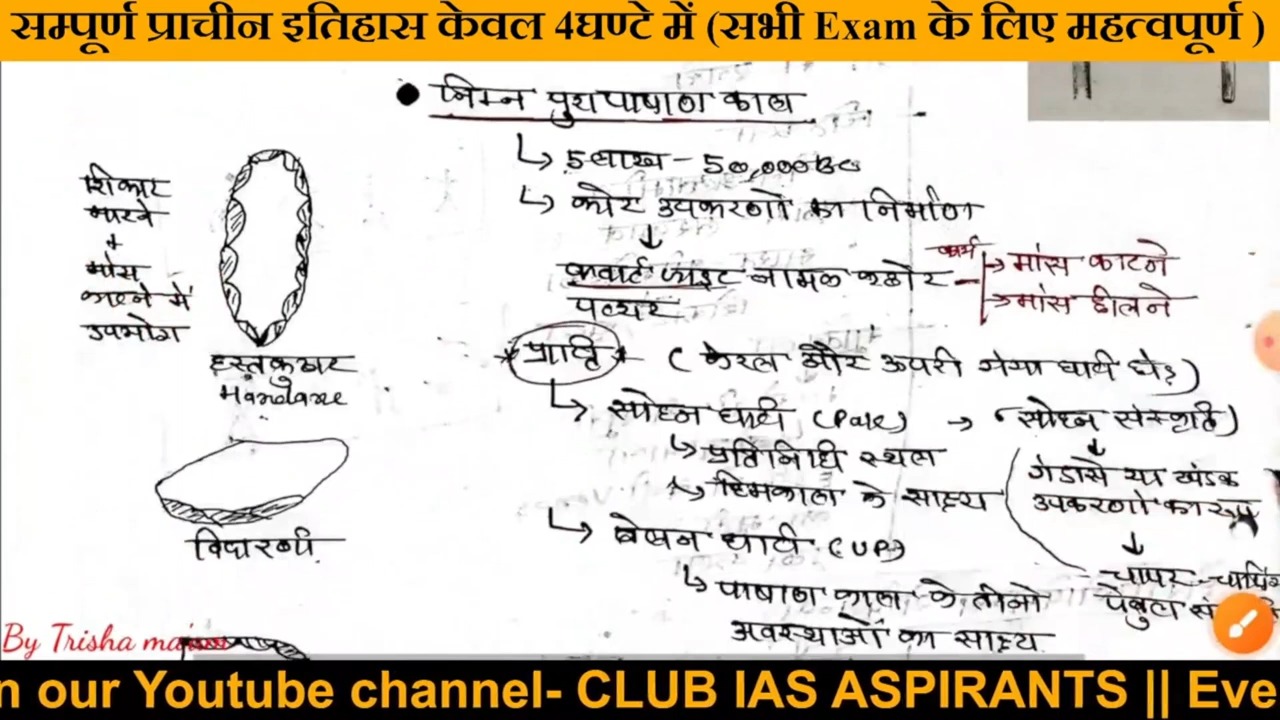 सम्पूर्ण प्राचीन इतिहास केवल 4घण्टे में (सभी Exam के लिए महत्वपूर्ण )
• निम्न पुरापाषाण काल
↳ 5 लाख - 50,000BC
↳ कोर उपकरणों का निर्माण
↓
क्वार्टजाइट नामक कठोर पत्थर
कार्य
→ मांस काटने
→ मांस छीलने
शिकार
मारने
+
मांस
काटने में
उपयोग
हस्तकुठार
Handaxe
विदारणी
* प्राप्ति * (केरल और ऊपरी गंगा घाटी छोड़)
↳ सोहन घाटी (Pak) → (सोहन संस्कृति)
↳ प्रतिनिधी स्थल
↳ हिमकाल के साक्ष्य
↓
गंडासे या खंडक
उपकरणों का
↓
चापर-चापिंग
पेबुल
↳ बेलन घाटी (UP)
↳ पाषाण काल के तीनो
अवस्थाओं का साक्ष्य
By Trisha
n our Youtube channel- CLUB IAS ASPIRANTS || Eve